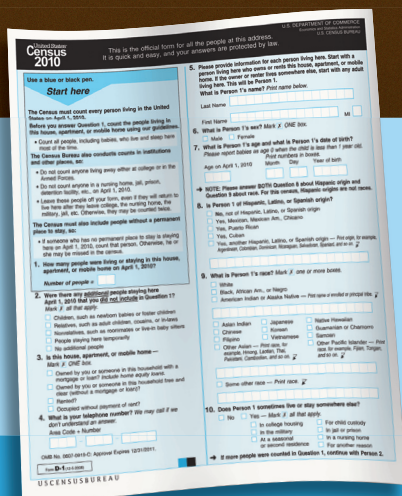 U.S. DEPARTMENT OF COMMERCE
Economics and Statistics Administration
U.S. CENSUS BUREAU
United States
Census
2010
This is the official form for all the people at this address.
It is quick and easy, and your answers are protected by law.
Use a blue or black pen.
Start here
The Census must count every person living in the United
States on April 1, 2010.
Before you answer Question 1, count the people living in
this house, apartment, or mobile home using our guidelines.
• Count all people, including babies, who live and sleep here
most of the time.
The Census Bureau also conducts counts in institutions
and other places, so:
• Do not count anyone living away either at college or in the
Armed Forces.
• Do not count anyone in a nursing home, jail, prison,
detention facility, etc., on April 1, 2010.
• Leave these people off your form, even if they will return to
live here after they leave college, the nursing home, the
military, jail, etc. Otherwise, they may be counted twice.
The Census must also include people without a permanent
place to stay, so:
• If someone who has no permanent place to stay is staying
here on April 1, 2010, count that person. Otherwise, he or
she may be missed in the census.
1. How many people were living or staying in this house,
apartment, or mobile home on April 1, 2010?
Number of people =
2. Were there any additional people staying here
April 1, 2010 that you did not include in Question 1?
Mark X all that apply.
Children, such as newborn babies or foster children
Relatives, such as adult children, cousins, or in-laws
Nonrelatives, such as roommates or live-in baby sitters
People staying here temporarily
No additional people
3. Is this house, apartment, or mobile home —
Mark X ONE box.
Owned by you or someone in this household with a
mortgage or loan? Include home equity loans.
Owned by you or someone in this household free and
clear (without a mortgage or loan)?
Rented?
Occupied without payment of rent?
4. What is your telephone number? We may call if we
don't understand an answer.
Area Code + Number
OMB No. 0607-0919-C: Approval Expires 12/31/2011.
Form D-1
USCENSUSBUREAU
5. Please provide information for each person living here. Start with a
person living here who owns or rents this house, apartment, or mobile
home. If the owner or renter lives somewhere else, start with any adult
living here. This will be Person 1.
What is Person 1's name? Print name below.
Last Name
First Name
MI
6. What is Person 1's sex? Mark X ONE box.
Male Female
7. What is Person 1's age and what is Person 1's date of birth?
Please report babies as age 0 when the child is less than 1 year old.
Print numbers in boxes.
Age on April 1, 2010 Month Day Year of birth
→ NOTE: Please answer BOTH Question 8 about Hispanic origin and
Question 9 about race. For this census, Hispanic origins are not races.
8. Is Person 1 of Hispanic, Latino, or Spanish origin?
No, not of Hispanic, Latino, or Spanish origin
Yes, Mexican, Mexican Am., Chicano
Yes, Puerto Rican
Yes, Cuban
Yes, another Hispanic, Latino, or Spanish origin — Print origin, for example,
Argentinean, Colombian, Dominican, Nicaraguan, Salvadoran, Spaniard, and so on.
9. What is Person 1's race? Mark X one or more boxes.
White
Black, African Am., or Negro
American Indian or Alaska Native — Print name of enrolled or principal tribe.
Asian Indian Japanese Native Hawaiian
Chinese Korean Guamanian or Chamorro
Filipino Vietnamese Samoan
Other Asian — Print race, for
example, Hmong, Laotian, Thai,
Pakistani, Cambodian, and so on.
Other Pacific Islander — Print
race, for example, Fijian, Tongan,
and so on.
Some other race — Print race.
10. Does Person 1 sometimes live or stay somewhere else?
No Yes — Mark X all that apply.
In college housing For child custody
In the military In jail or prison
At a seasonal In a nursing home
or second residence For another reason
→ If more people were counted in Question 1, continue with Person 2.